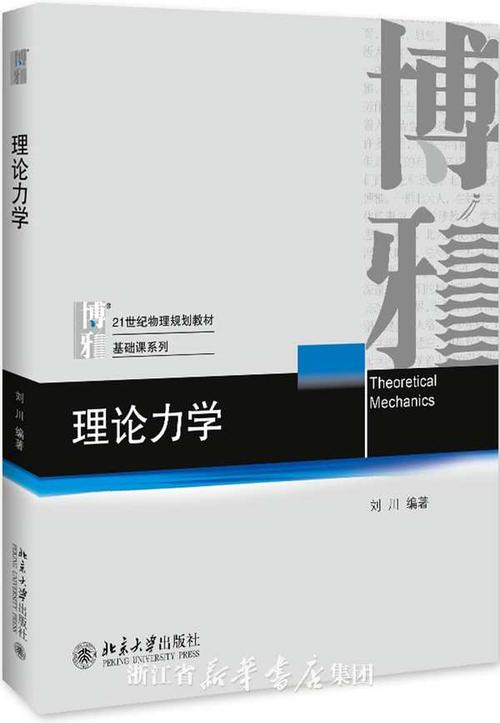 博雅
理论力学
刘川 编著
北京大学出版社
PEKING UNIVERSITY PRESS
博雅
博雅
21世纪物理规划教材
基础课系列
Theoretical
Mechanics
理论力学
刘川 编著
北京大学出版社
PEKING UNIVERSITY PRESS
浙江省新华书店集团